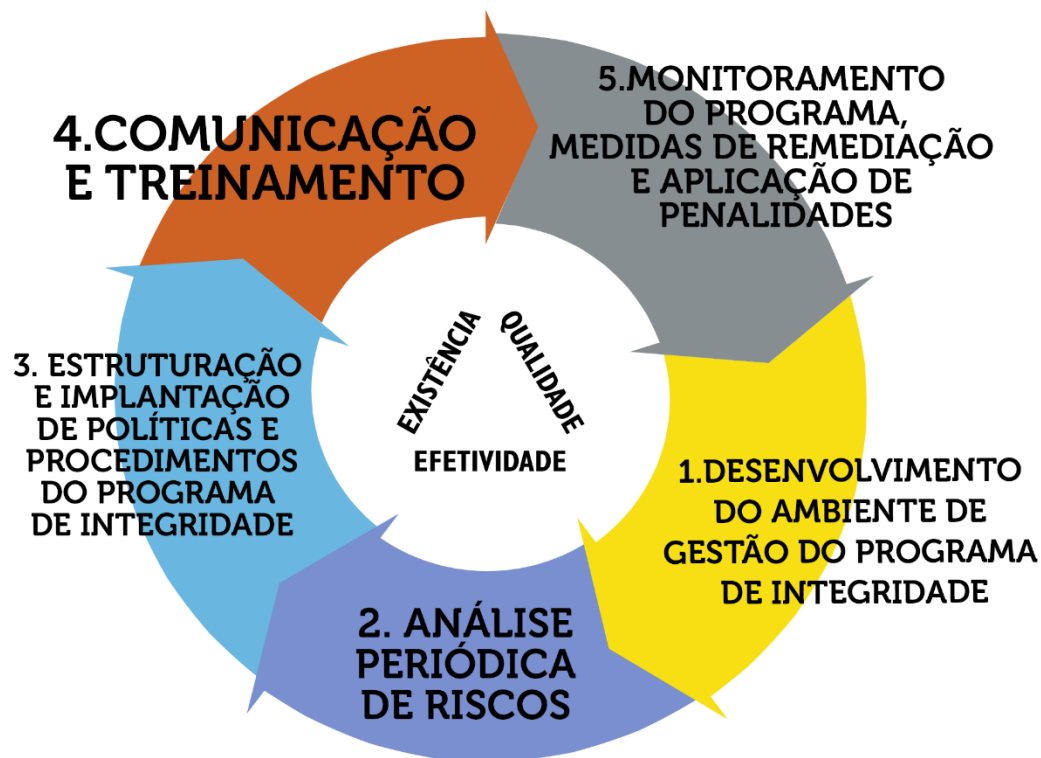 4.COMUNICAÇÃO
E TREINAMENTO
5.MONITORAMENTO
DO PROGRAMA,
MEDIDAS DE REMEDIAÇÃO
E APLICAÇÃO DE
PENALIDADES
3. ESTRUTURAÇÃO
E IMPLANTAÇÃO
DE POLÍTICAS E
PROCEDIMENTOS
DO PROGRAMA
DE INTEGRIDADE
EXISTÊNCIA
QUALIDADE
EFETIVIDADE
1.DESENVOLVIMENTO
DO AMBIENTE DE
GESTÃO DO PROGRAMA
DE INTEGRIDADE
2. ANÁLISE
PERIÓDICA
DE RISCOS